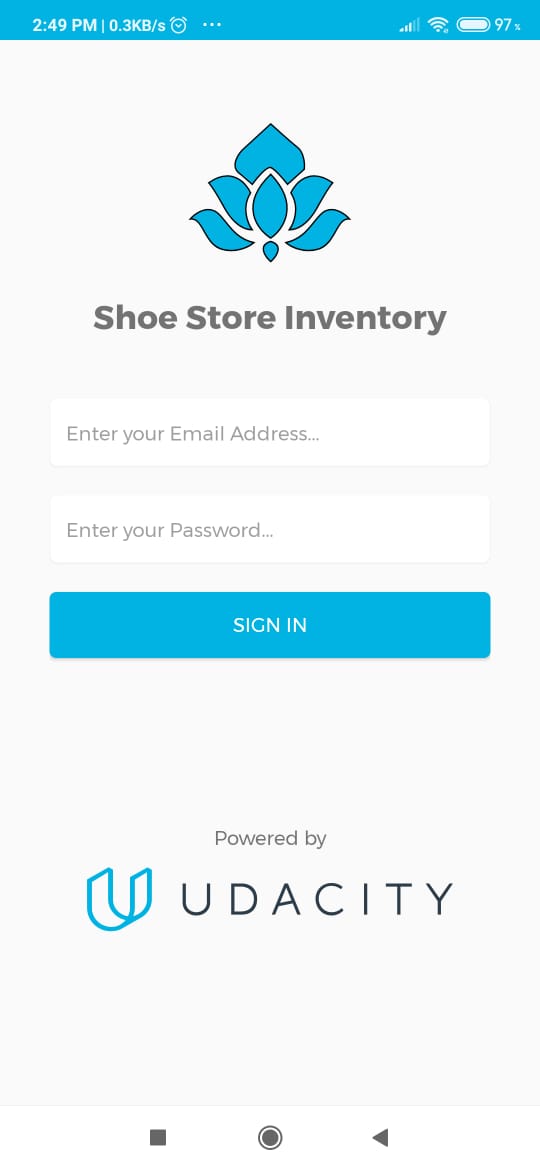 2:49 PM | 0.3KB/s ... 97%
Shoe Store Inventory
Enter your Email Address...
Enter your Password...
SIGN IN
Powered by
UDACITY